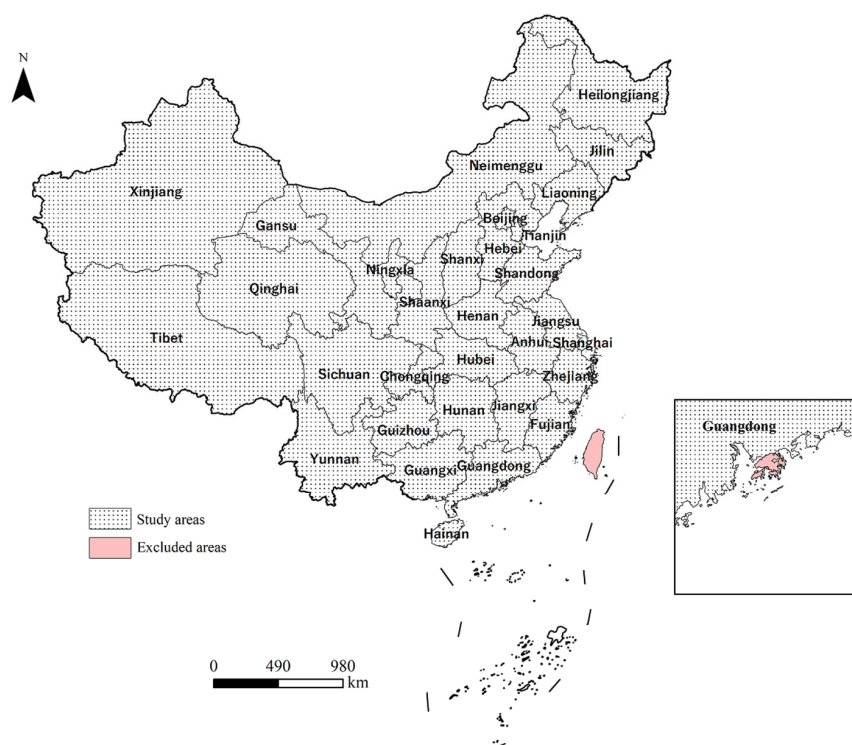 N
Heilongjiang
Jilin
Neimenggu
Liaoning
Xinjiang
Beijing
Gansu
Tianjin
Hebei
Shanxi
Ningxia
Shandong
Qinghai
Shaanxi
Henan
Jiangsu
Tibet
Anhui
Shanghai
Hubei
Sichuan
Chongqing
Zhejiang
Hunan
Jiangxi
Guizhou
Fujian
Guangdong
Yunnan
Guangxi
Guangdong
Study areas
Hainan
Excluded areas
0 490 980
km